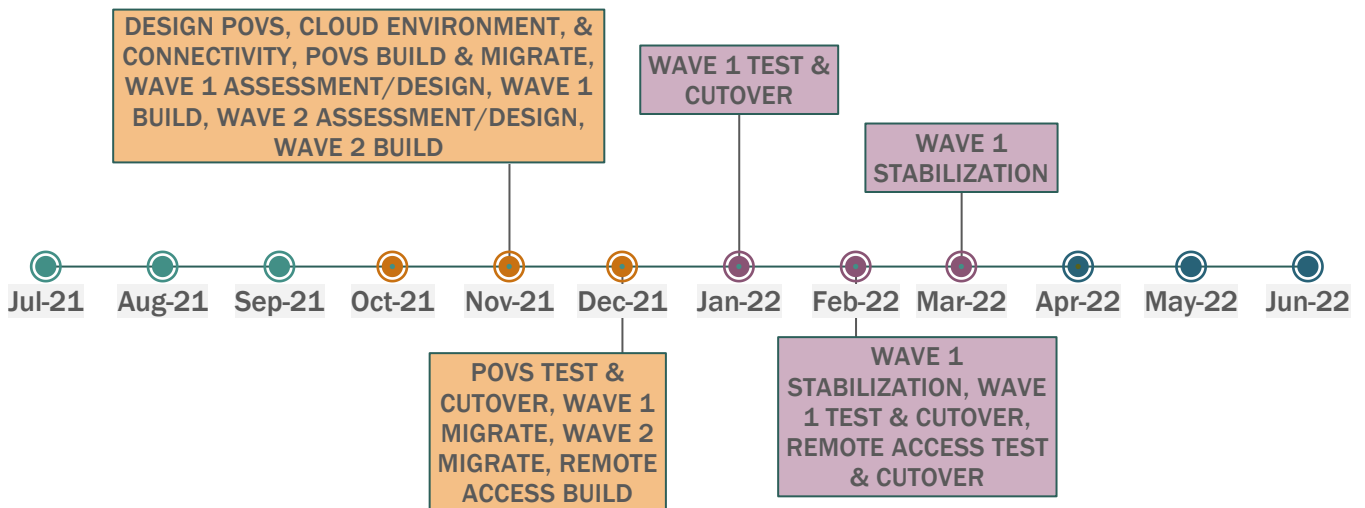 DESIGN POVS, CLOUD ENVIRONMENT, &
CONNECTIVITY, POVS BUILD & MIGRATE,
WAVE 1 ASSESSMENT/DESIGN, WAVE 1
BUILD, WAVE 2 ASSESSMENT/DESIGN,
WAVE 2 BUILD
WAVE 1 TEST &
CUTOVER
WAVE 1
STABILIZATION
Jul-21 Aug-21 Sep-21 Oct-21 Nov-21 Dec-21 Jan-22 Feb-22 Mar-22 Apr-22 May-22 Jun-22
POVS TEST &
CUTOVER, WAVE 1
MIGRATE, WAVE 2
MIGRATE, REMOTE
ACCESS BUILD
WAVE 1
STABILIZATION, WAVE
1 TEST & CUTOVER,
REMOTE ACCESS TEST
& CUTOVER